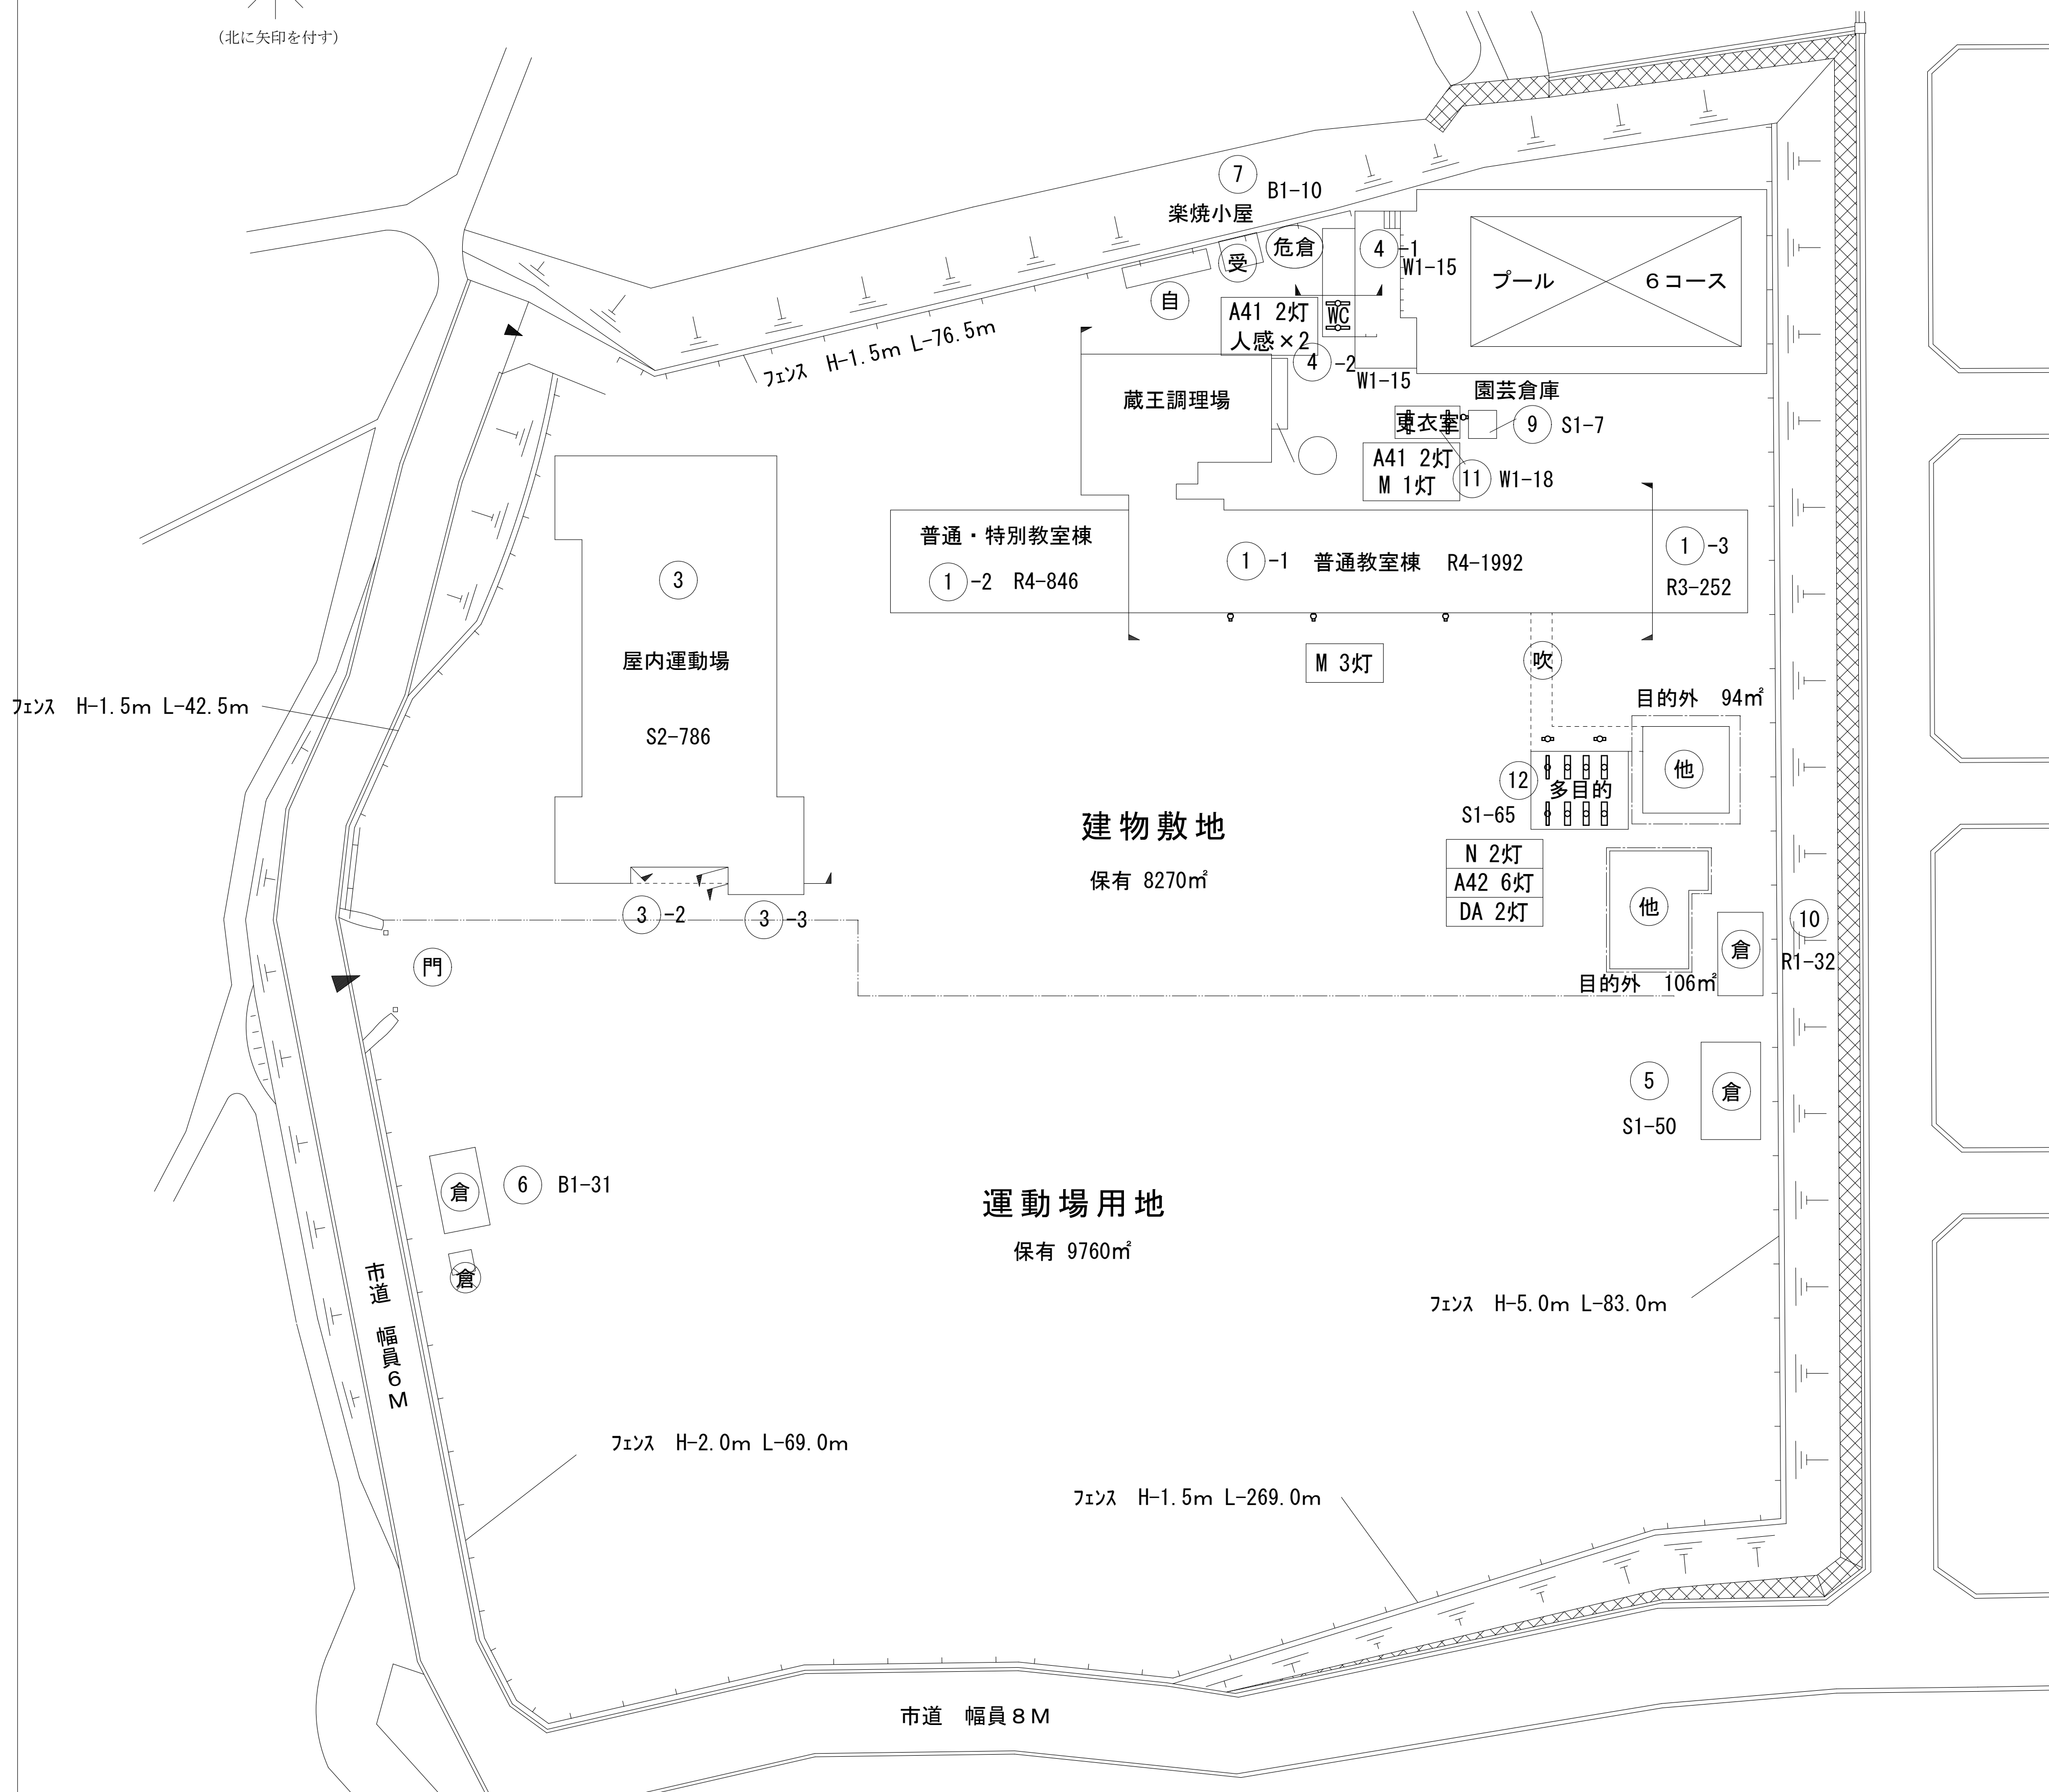 (北に矢印を付す)
7 B1-10
楽焼小屋
危倉
受
自
4-1
W1-15
プール 6コース
フェンス H-1.5m L-76.5m
A41 2灯
人感×2
WC
4-2
W1-15
蔵王調理場
園芸倉庫
更衣室
9 S1-7
A41 2灯
M 1灯
11 W1-18
普通・特別教室棟
1-2 R4-846
1-1 普通教室棟 R4-1992
1-3
R3-252
3
屋内運動場
S2-786
M 3灯
吹
フェンス H-1.5m L-42.5m
目的外 94㎡
他
12
多目的
S1-65
建物敷地
保有 8270㎡
N 2灯
A42 6灯
DA 2灯
他
3-2
3-3
倉
10
R1-32
目的外 106㎡
門
5
倉
S1-50
倉
6 B1-31
倉
運動場用地
保有 9760㎡
市道 幅員6M
フェンス H-5.0m L-83.0m
フェンス H-2.0m L-69.0m
フェンス H-1.5m L-269.0m
市道 幅員8M